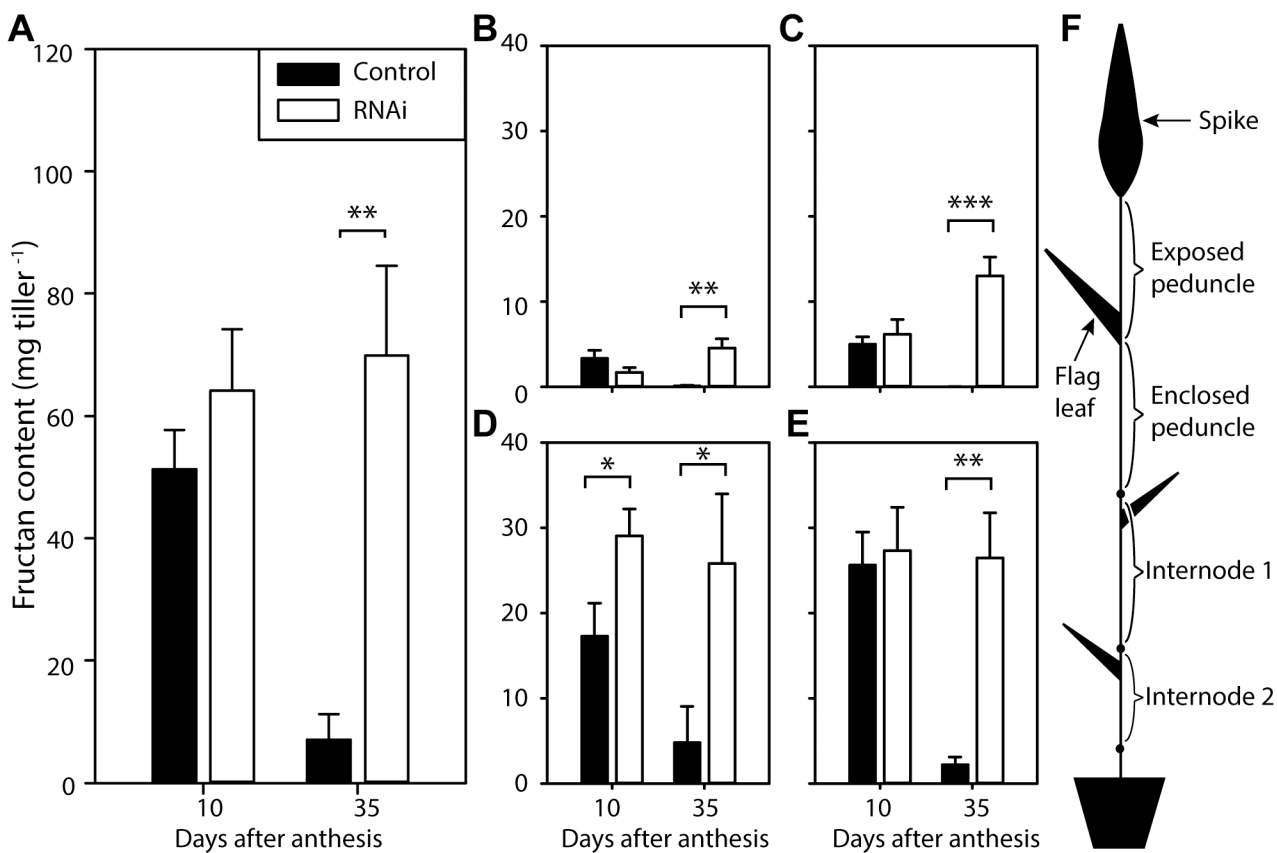 A
Fructan content (mg tiller⁻¹)
120
100
80
60
40
20
0
Control
RNAi
**
10
35
Days after anthesis
B
40
30
20
10
0
**
C
***
D
40
30
20
10
0
*
*
10
35
Days after anthesis
E
**
10
35
Days after anthesis
F
Spike
Exposed
peduncle
Flag
leaf
Enclosed
peduncle
Internode 1
Internode 2